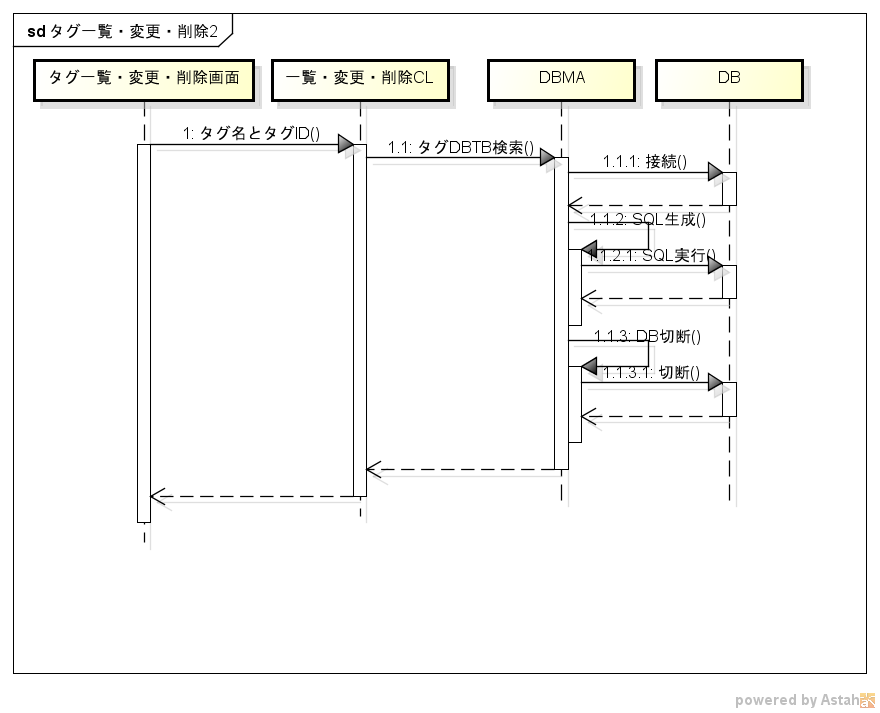 sd タグ一覧・変更・削除2
タグ一覧・変更・削除画面
一覧・変更・削除CL
DBMA
DB
1: タグ名とタグID()
1.1: タグDBTB検索()
1.1.1: 接続()
1.1.2: SQL生成()
1.1.2.1: SQL実行()
1.1.3: DB切断()
1.1.3.1: 切断()
powered by Astah